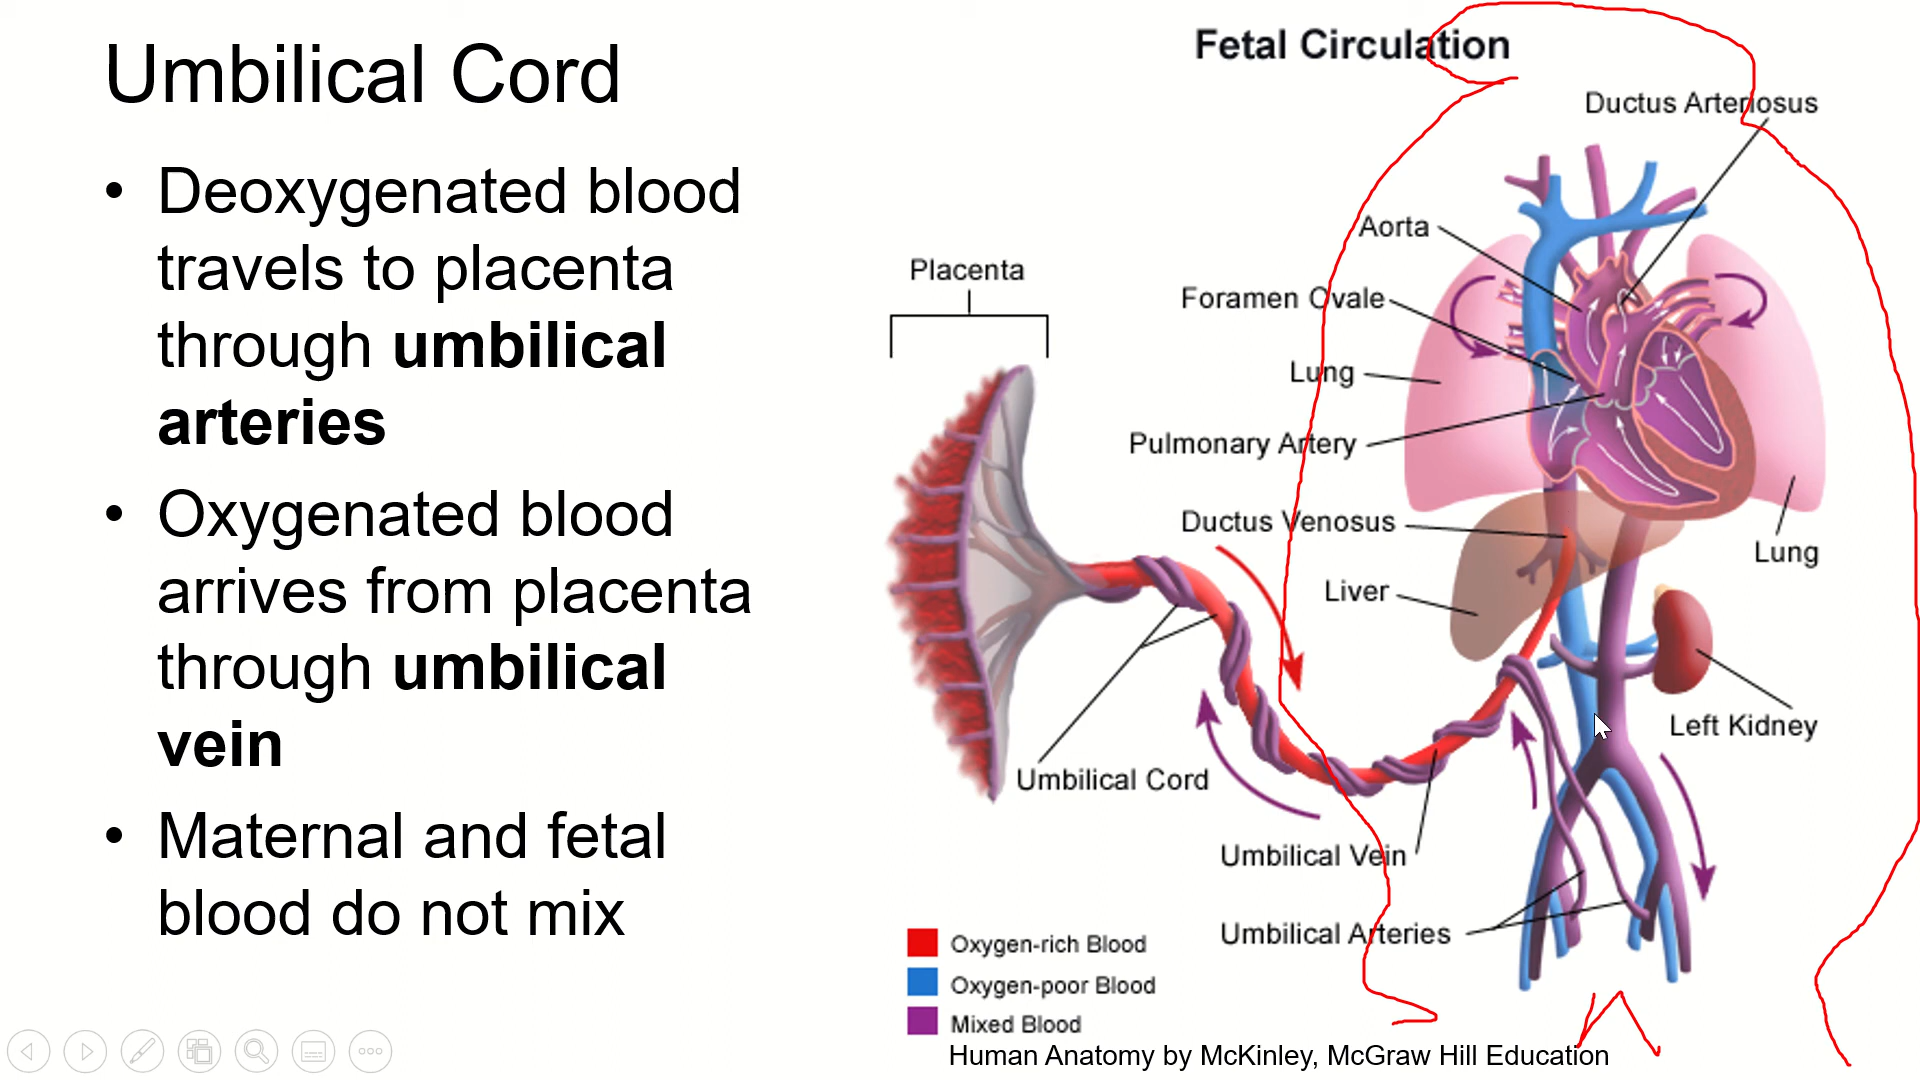 Umbilical Cord
• Deoxygenated blood
travels to placenta
through umbilical
arteries
• Oxygenated blood
arrives from placenta
through umbilical
vein
• Maternal and fetal
blood do not mix
Fetal Circulation
Ductus Arteriosus
Aorta
Placenta
Foramen Ovale
Lung
Pulmonary Artery
Ductus Venosus
Lung
Liver
Left Kidney
Umbilical Cord
Umbilical Vein
Umbilical Arteries
Oxygen-rich Blood
Oxygen-poor Blood
Mixed Blood
Human Anatomy by McKinley, McGraw Hill Education